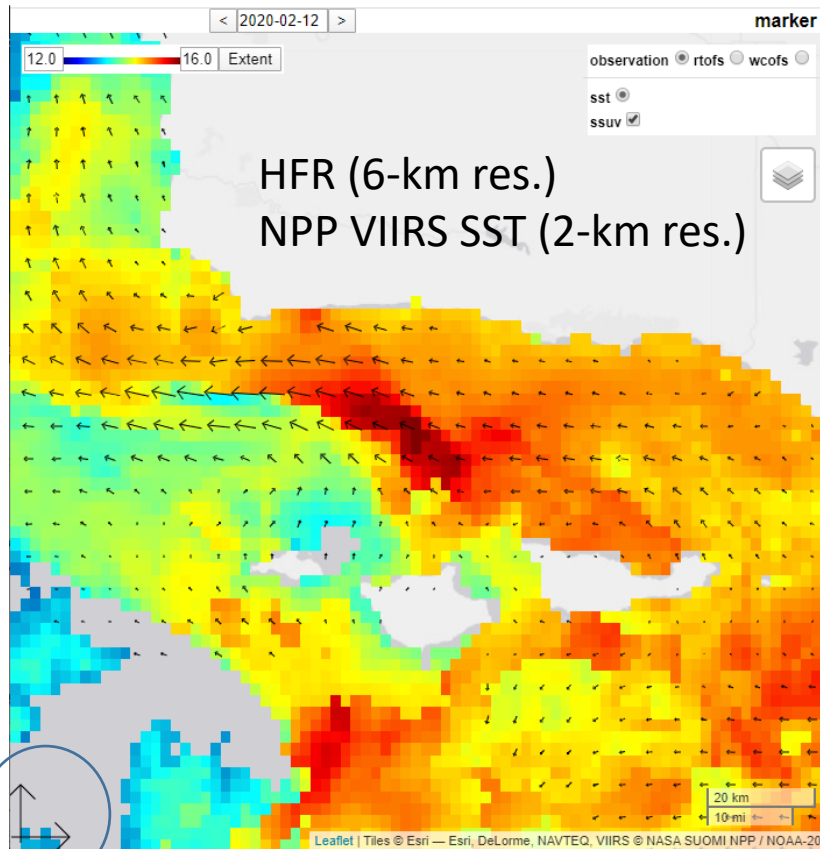 < 2020-02-12 >
marker
12.0 16.0 Extent
observation rtofs wcofs
sst
ssuv
HFR (6-km res.)
NPP VIIRS SST (2-km res.)
20 km
10 mi
Leaflet | Tiles © Esri — Esri, DeLorme, NAVTEQ, VIIRS © NASA SUOMI NPP / NOAA-20